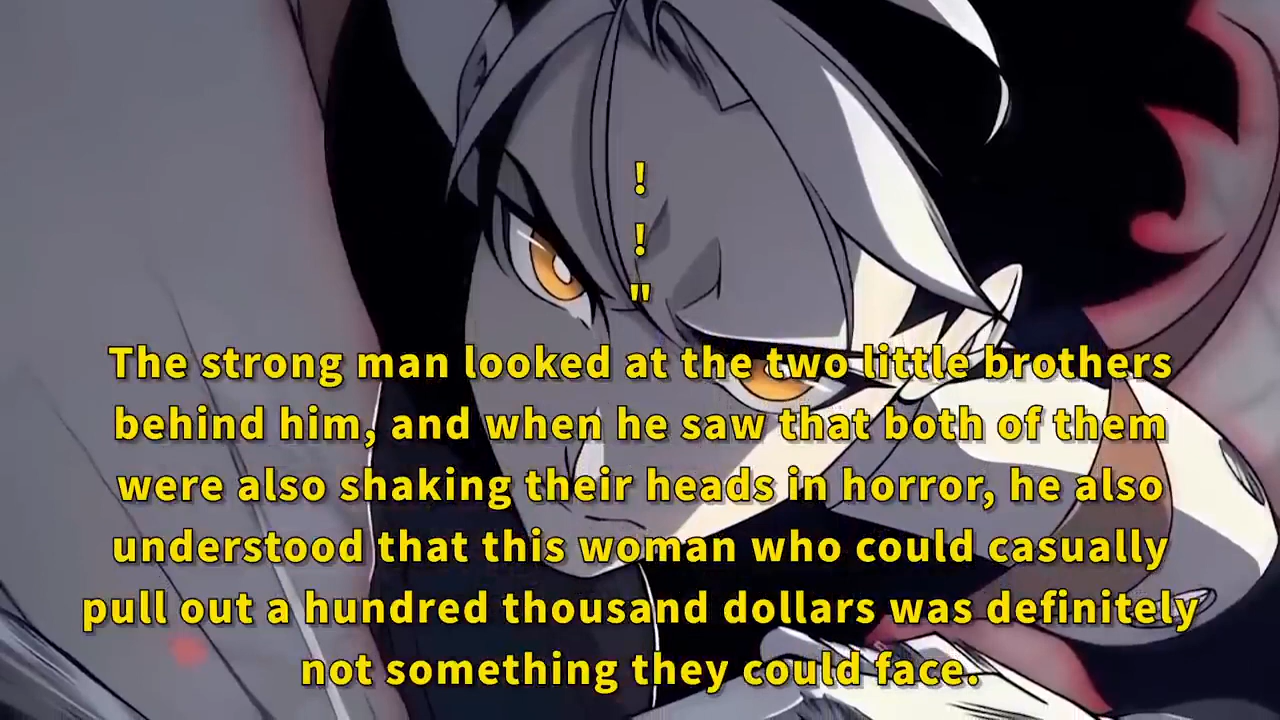 !
!
"
The strong man looked at the two little brothers
behind him, and when he saw that both of them
were also shaking their heads in horror, he also
understood that this woman who could casually
pull out a hundred thousand dollars was definitely
not something they could face.